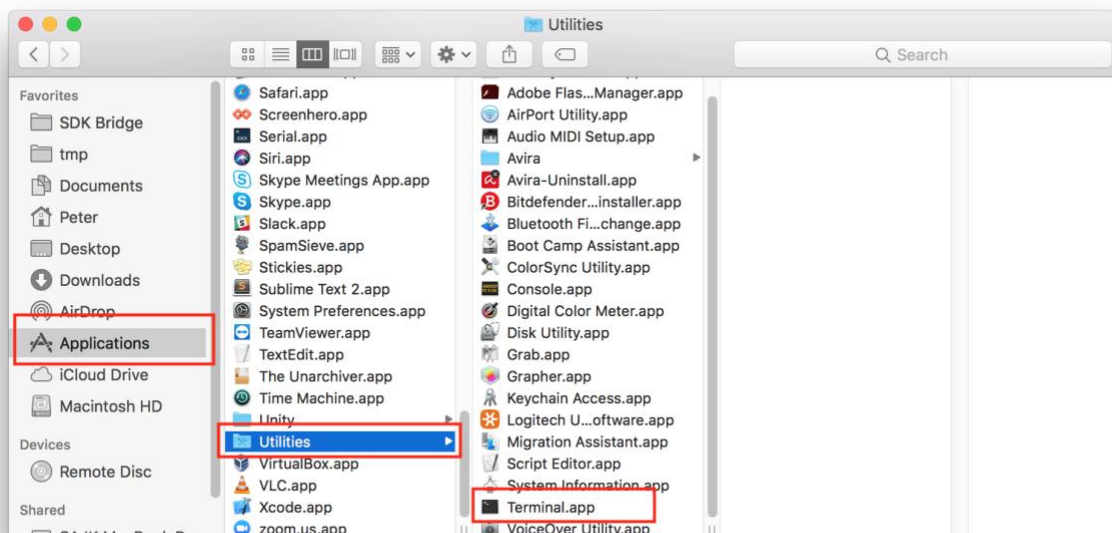 Utilities
Search
Favorites
SDK Bridge
tmp
Documents
Peter
Desktop
Downloads
AirDrop
Applications
iCloud Drive
Macintosh HD
Devices
Remote Disc
Shared
Safari.app
Screenhero.app
Serial.app
Siri.app
Skype Meetings App.app
Skype.app
Slack.app
SpamSieve.app
Stickies.app
Sublime Text 2.app
System Preferences.app
TeamViewer.app
TextEdit.app
The Unarchiver.app
Time Machine.app
Unity
Utilities
VirtualBox.app
VLC.app
Xcode.app
zoom.us.app
Adobe Flas...Manager.app
AirPort Utility.app
Audio MIDI Setup.app
Avira
Avira-Uninstall.app
Bitdefender...installer.app
Bluetooth Fi...change.app
Boot Camp Assistant.app
ColorSync Utility.app
Console.app
Digital Color Meter.app
Disk Utility.app
Grab.app
Grapher.app
Keychain Access.app
Logitech U...oftware.app
Migration Assistant.app
Script Editor.app
System Information.app
Terminal.app
VoiceOver Utility.app